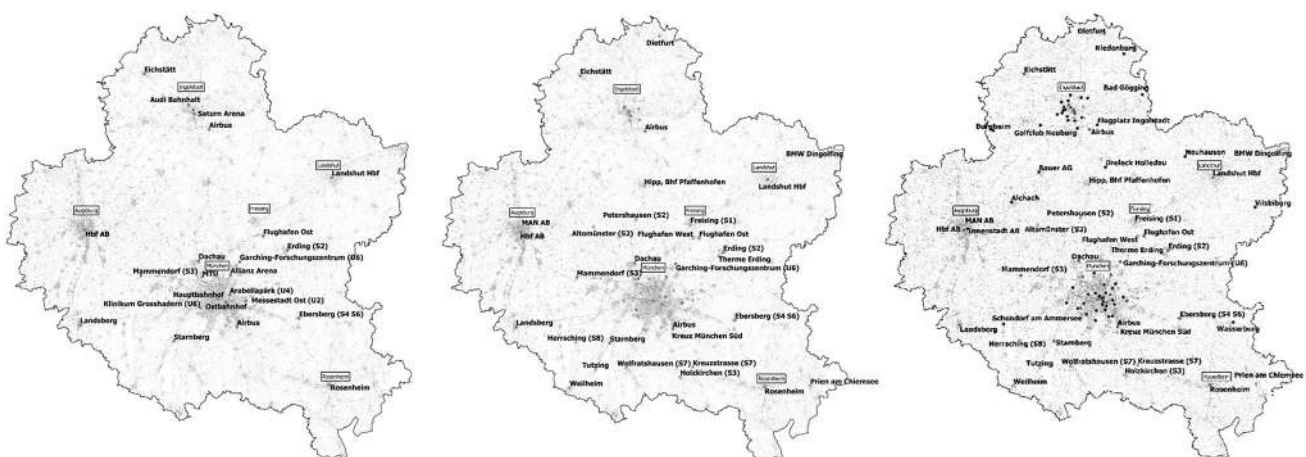 Eichstätt
Ingolstadt
Audi Bahnhalt
Saturn Arena
Airbus
Landshut
Landshut Hbf
Augsburg
Freising
Hbf AB
Flughafen Ost
Erding (S2)
Dachau
Garching-Forschungszentrum (U6)
München
Mammendorf (S3)
Allianz Arena
MTU
Hauptbahnhof
Arabellapark (U4)
Klinikum Grosshadern (U6)
Messestadt Ost (U2)
Ostbahnhof
Ebersberg (S4 S6)
Landsberg
Airbus
Starnberg
Rosenheim
Rosenheim
Dietfurt
Eichstätt
Ingolstadt
Airbus
BMW Dingolfing
Landshut
Hipp, Bhf Pfaffenhofen
Landshut Hbf
Augsburg
Petershausen (S2)
Freising
MAN AB
Freising (S1)
Hbf AB
Altomünster (S2)
Flughafen West
Flughafen Ost
Erding (S2)
Dachau
Therme Erding
München
Garching-Forschungszentrum (U6)
Mammendorf (S3)
Ebersberg (S4 S6)
Landsberg
Airbus
Kreuz München Süd
Herrsching (S8)
Starnberg
Tutzing
Wolfratshausen (S7)
Kreuzstrasse (S7)
Holzkirchen (S3)
Weilheim
Rosenheim
Prien am Chiemsee
Rosenheim
Dietfurt
Riedenburg
Eichstätt
Ingolstadt
Bad Gögging
Burgheim
Flugplatz Ingolstadt
Golfclub Neuburg
Airbus
Neuhausen
BMW Dingolfing
Dreieck Holledau
Bauer AG
Landshut
Landshut Hbf
Hipp, Bhf Pfaffenhofen
Aichach
Vilsbiburg
Augsburg
Petershausen (S2)
Freising
MAN AB
Freising (S1)
Hbf AB
Innenstadt AB
Altomünster (S2)
Flughafen Ost
Flughafen West
Erding (S2)
Therme Erding
Dachau
Garching-Forschungszentrum (U6)
München
Mammendorf (S3)
Schondorf am Ammersee
Ebersberg (S4 S6)
Landsberg
Airbus
Wasserburg
Kreuz München Süd
Herrsching (S8)
Starnberg
Tutzing
Wolfratshausen (S7)
Kreuzstrasse (S7)
Holzkirchen (S3)
Weilheim
Rosenheim
Prien am Chiemsee
Rosenheim